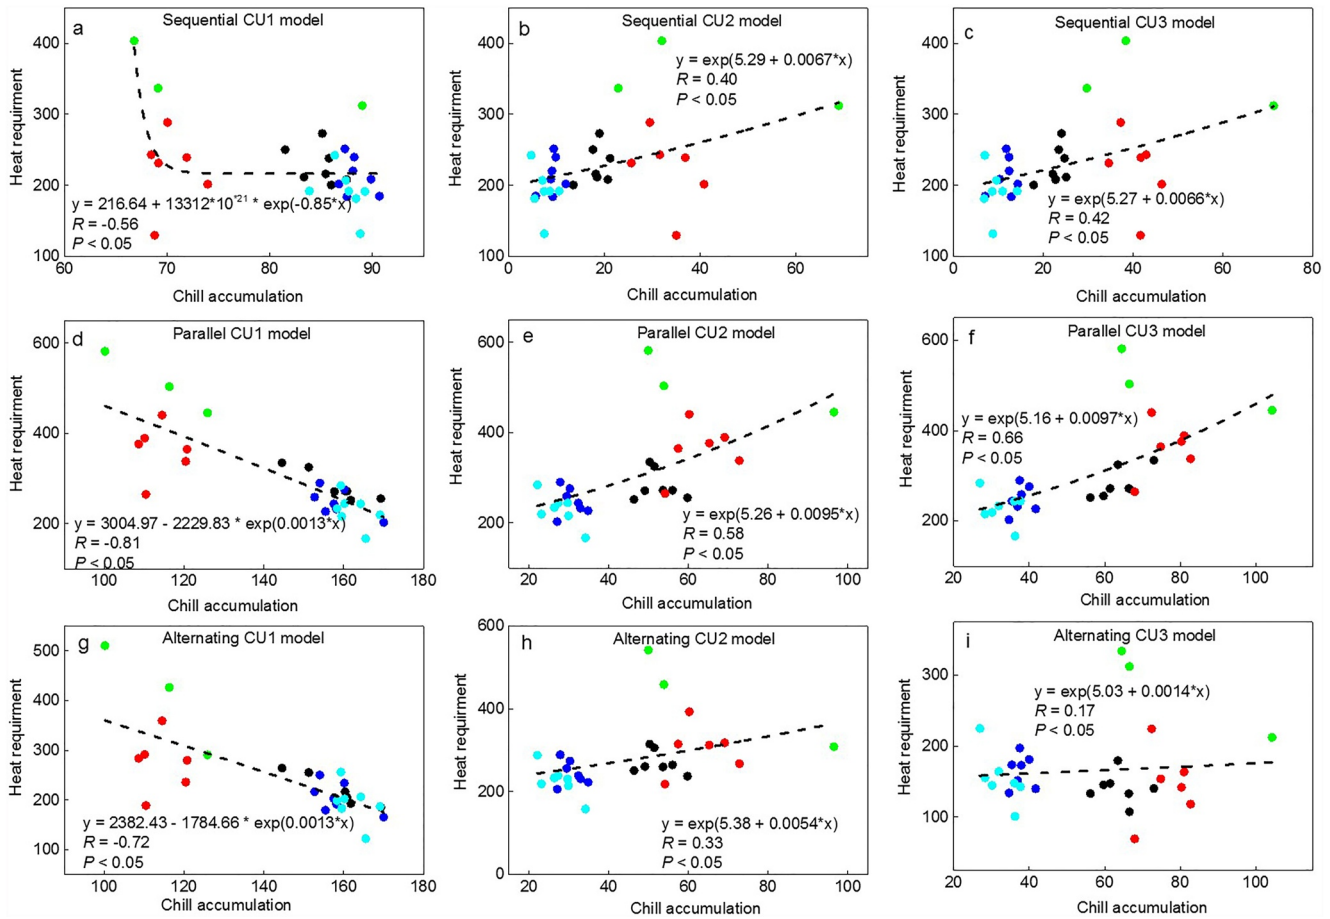 a
Sequential CU1 model
400
300
200
100
Heat requirment
y = 216.64 + 13312*10^*21 * exp(-0.85*x)
R = -0.56
P < 0.05
60 70 80 90
Chill accumulation
b
Sequential CU2 model
400
300
200
100
Heat requirment
y = exp(5.29 + 0.0067*x)
R = 0.40
P < 0.05
0 20 40 60
Chill accumulation
c
Sequential CU3 model
400
300
200
100
Heat requirment
y = exp(5.27 + 0.0066*x)
R = 0.42
P < 0.05
0 20 40 60 80
Chill accumulation
d
Parallel CU1 model
600
400
200
Heat requirment
y = 3004.97 - 2229.83 * exp(0.0013*x)
R = -0.81
P < 0.05
100 120 140 160 180
Chill accumulation
e
Parallel CU2 model
600
400
200
Heat requirment
y = exp(5.26 + 0.0095*x)
R = 0.58
P < 0.05
20 40 60 80 100
Chill accumulation
f
Parallel CU3 model
600
400
200
Heat requirment
y = exp(5.16 + 0.0097*x)
R = 0.66
P < 0.05
20 40 60 80 100
Chill accumulation
g
Alternating CU1 model
500
400
300
200
100
Heat requirment
y = 2382.43 - 1784.66 * exp(0.0013*x)
R = -0.72
P < 0.05
100 120 140 160 180
Chill accumulation
h
Alternating CU2 model
600
400
200
0
Heat requirment
y = exp(5.38 + 0.0054*x)
R = 0.33
P < 0.05
20 40 60 80 100
Chill accumulation
i
Alternating CU3 model
300
200
100
Heat requirment
y = exp(5.03 + 0.0014*x)
R = 0.17
P < 0.05
20 40 60 80 100
Chill accumulation